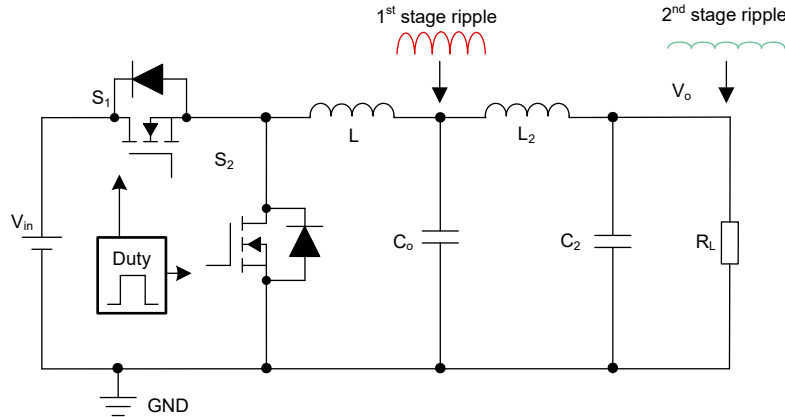 1st stage ripple
2nd stage ripple
S1
Vo
L
L2
S2
Vin
Duty
Co
C2
RL
GND